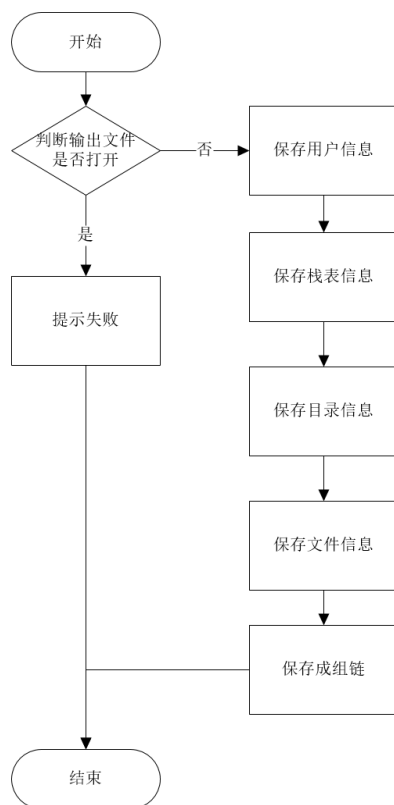 开始
判断输出文件
是否打开
否
保存用户信息
是
保存栈表信息
提示失败
保存目录信息
保存文件信息
保存成组链
结束